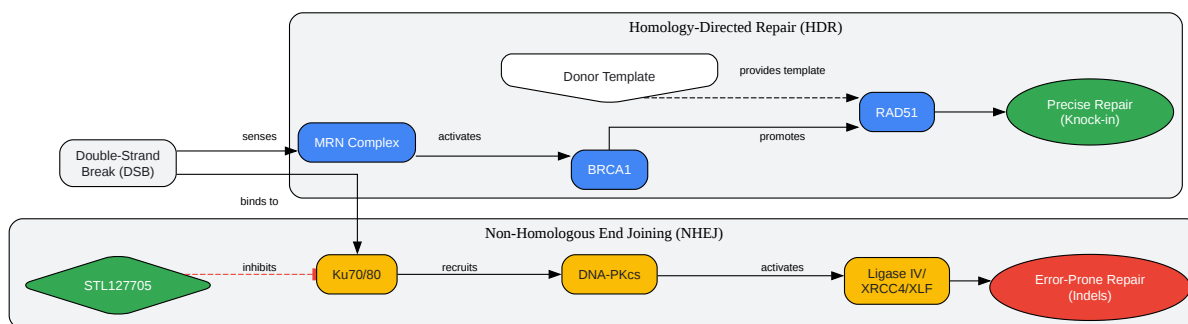 Homology-Directed Repair (HDR)
Donor Template
provides template
RAD51
Precise Repair
(Knock-in)
senses
MRN Complex
activates
promotes
Double-Strand
Break (DSB)
BRCA1
binds to
Non-Homologous End Joining (NHEJ)
STL127705
inhibits
Ku70/80
recruits
DNA-PKcs
activates
Ligase IV/
XRCC4/XLF
Error-Prone Repair
(Indels)